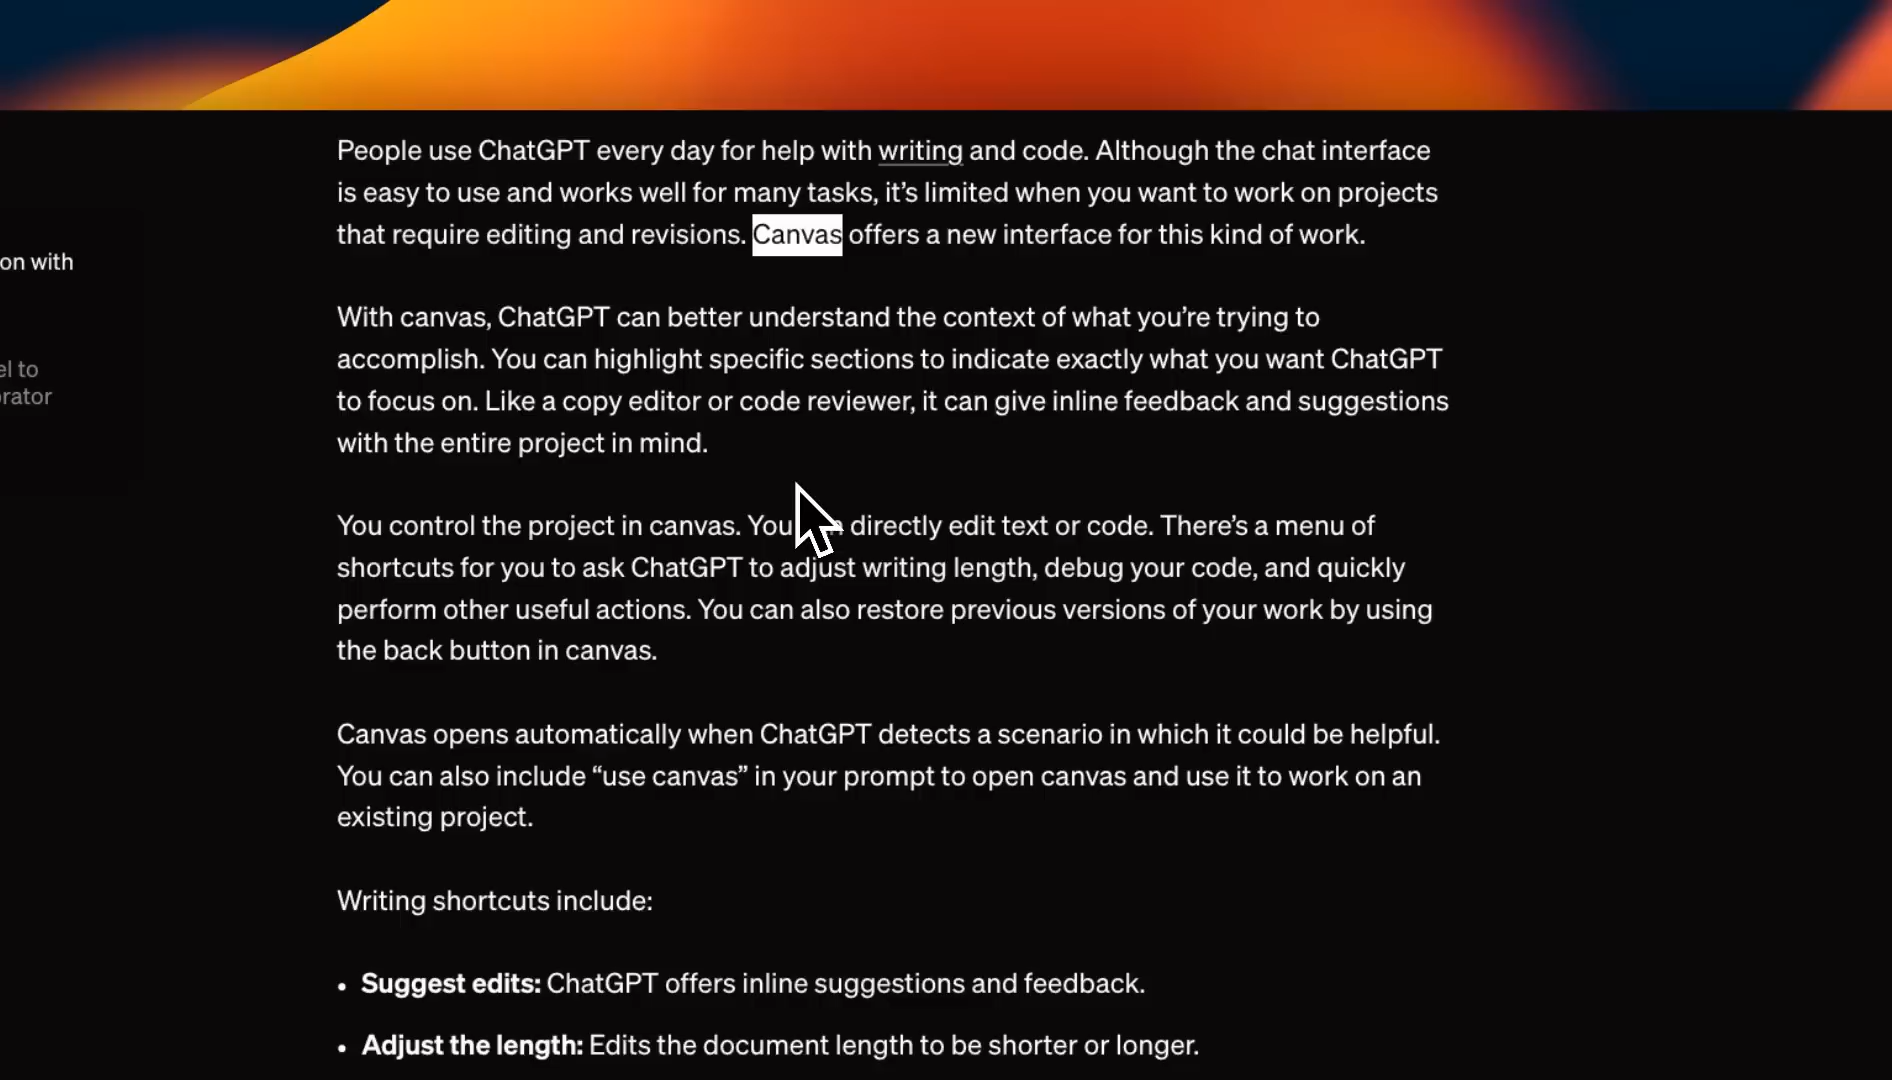 People use ChatGPT every day for help with writing and code. Although the chat interface
is easy to use and works well for many tasks, it’s limited when you want to work on projects
that require editing and revisions. Canvas offers a new interface for this kind of work.
on with
With canvas, ChatGPT can better understand the context of what you’re trying to
accomplish. You can highlight specific sections to indicate exactly what you want ChatGPT
to focus on. Like a copy editor or code reviewer, it can give inline feedback and suggestions
with the entire project in mind.
el to
orator
You control the project in canvas. You directly edit text or code. There’s a menu of
shortcuts for you to ask ChatGPT to adjust writing length, debug your code, and quickly
perform other useful actions. You can also restore previous versions of your work by using
the back button in canvas.
Canvas opens automatically when ChatGPT detects a scenario in which it could be helpful.
You can also include “use canvas” in your prompt to open canvas and use it to work on an
existing project.
Writing shortcuts include:
• Suggest edits: ChatGPT offers inline suggestions and feedback.
• Adjust the length: Edits the document length to be shorter or longer.